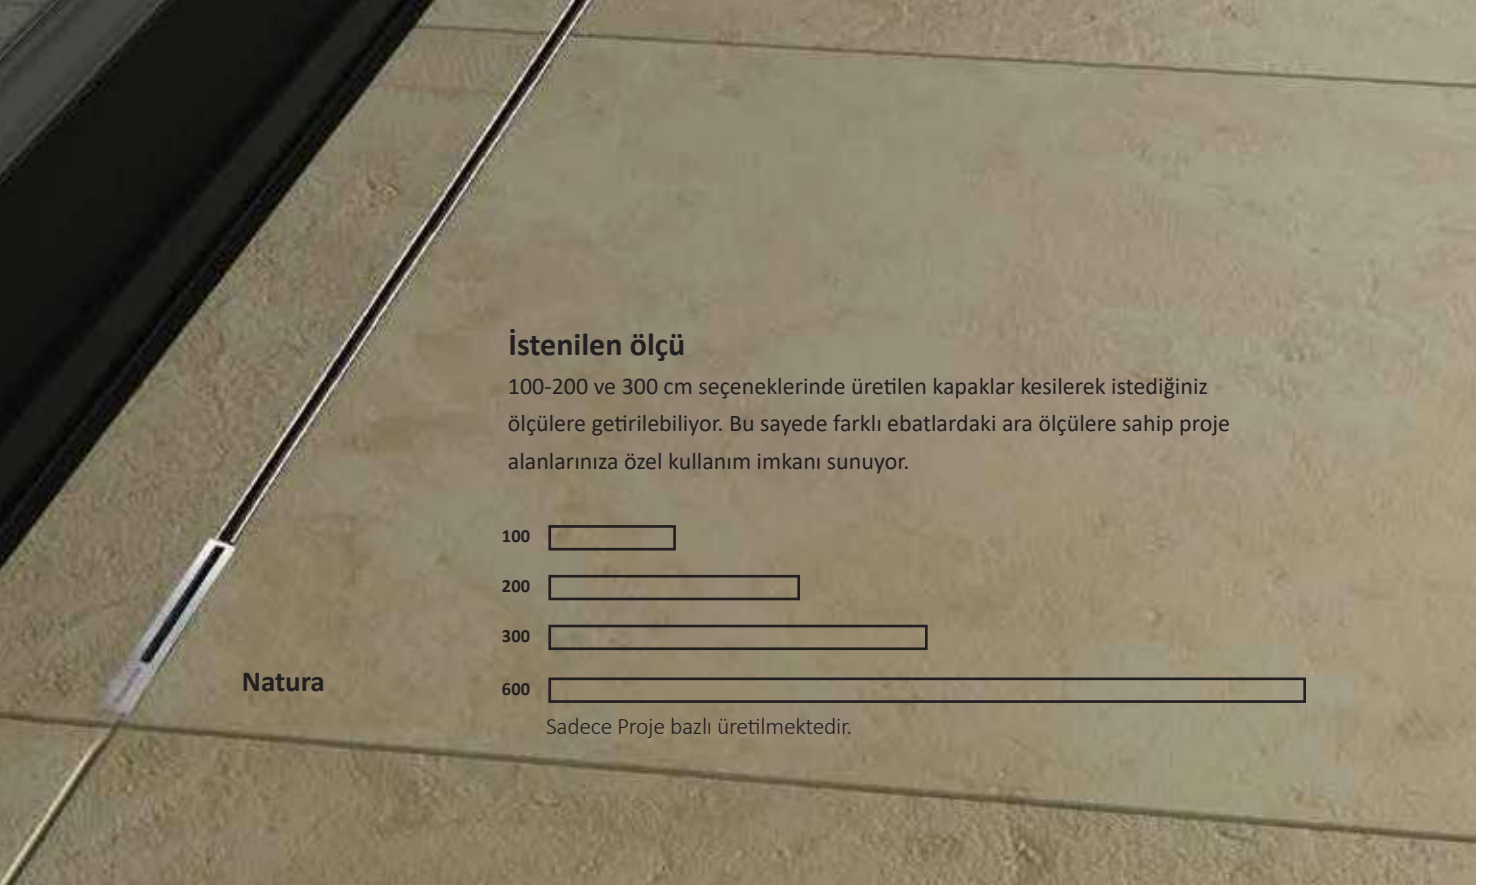 İstenilen ölçü
100-200 ve 300 cm seçeneklerinde üretilen kapaklar kesilerek istediğiniz
ölçülere getirilebiliyor. Bu sayede farklı ebatlardaki ara ölçülere sahip proje
alanlarınıza özel kullanım imkanı sunuyor.
100
200
300
600
Sadece Proje bazlı üretilmektedir.
Natura